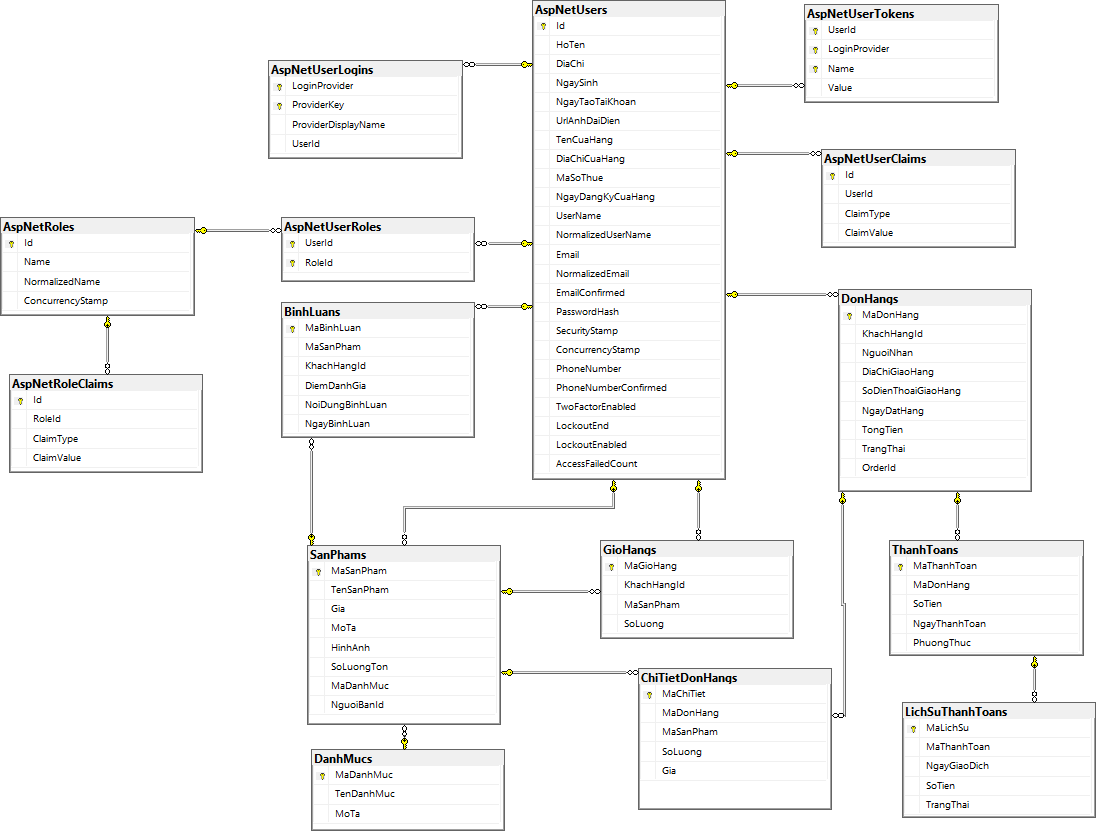 AspNetUsers
Id
HoTen
DiaChi
NgaySinh
NgayTaoTaiKhoan
UrlAnhDaiDien
TenCuaHang
DiaChiCuaHang
MaSoThue
NgayDangKyCuaHang
UserName
NormalizedUserName
Email
NormalizedEmail
EmailConfirmed
PasswordHash
SecurityStamp
ConcurrencyStamp
PhoneNumber
PhoneNumberConfirmed
TwoFactorEnabled
LockoutEnd
LockoutEnabled
AccessFailedCount
AspNetUserTokens
UserId
LoginProvider
Name
Value
AspNetUserLogins
LoginProvider
ProviderKey
ProviderDisplayName
UserId
AspNetUserClaims
Id
UserId
ClaimType
ClaimValue
AspNetRoles
Id
Name
NormalizedName
ConcurrencyStamp
AspNetUserRoles
UserId
RoleId
BinhLuans
MaBinhLuan
MaSanPham
KhachHangId
DiemDanhGia
NoiDungBinhLuan
NgayBinhLuan
DonHangs
MaDonHang
KhachHangId
NguoiNhan
DiaChiGiaoHang
SoDienThoaiGiaoHang
NgayDatHang
TongTien
TrangThai
OrderId
AspNetRoleClaims
Id
RoleId
ClaimType
ClaimValue
SanPhams
MaSanPham
TenSanPham
Gia
MoTa
HinhAnh
SoLuongTon
MaDanhMuc
NguoiBanId
GioHangs
MaGioHang
KhachHangId
MaSanPham
SoLuong
ThanhToans
MaThanhToan
MaDonHang
SoTien
NgayThanhToan
PhuongThuc
ChiTietDonHangs
MaChiTiet
MaDonHang
MaSanPham
SoLuong
Gia
LichSuThanhToans
MaLichSu
MaThanhToan
NgayGiaoDich
SoTien
TrangThai
DanhMucs
MaDanhMuc
TenDanhMuc
MoTa